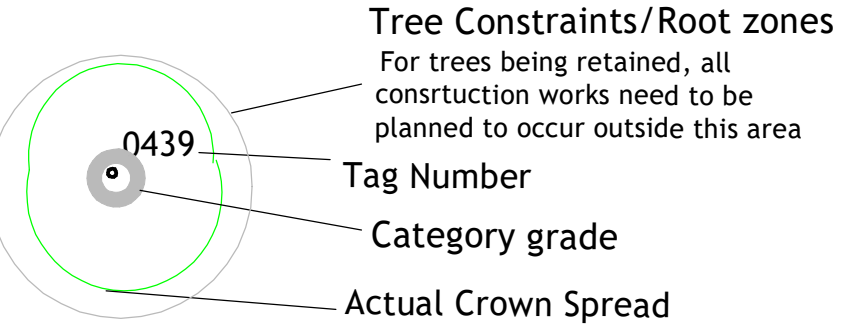 Tree Constraints/Root zones
For trees being retained, all
consrtuction works need to be
planned to occur outside this area
0439
Tag Number
Category grade
Actual Crown Spread